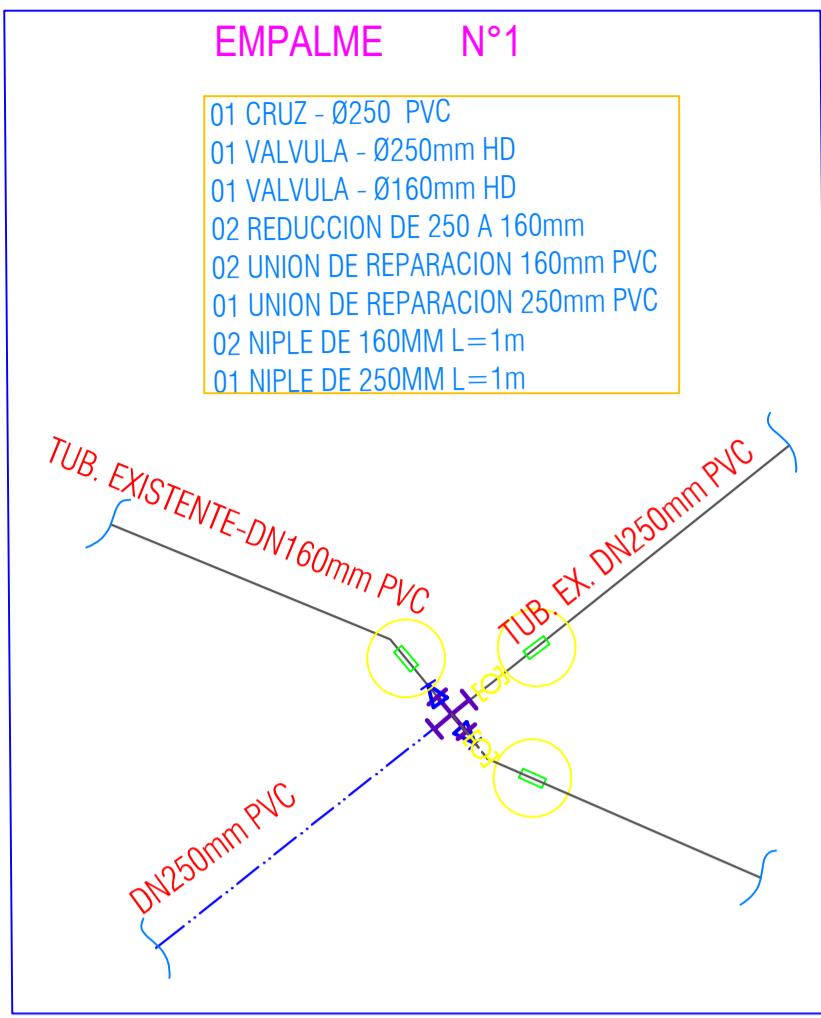 EMPALME N°1
01 CRUZ - Ø250 PVC
01 VALVULA - Ø250mm HD
01 VALVULA - Ø160mm HD
02 REDUCCION DE 250 A 160mm
02 UNION DE REPARACION 160mm PVC
01 UNION DE REPARACION 250mm PVC
02 NIPLE DE 160MM L=1m
01 NIPLE DE 250MM L=1m
TUB. EXISTENTE-DN160mm PVC
TUB. EX. DN250mm PVC
DN250mm PVC